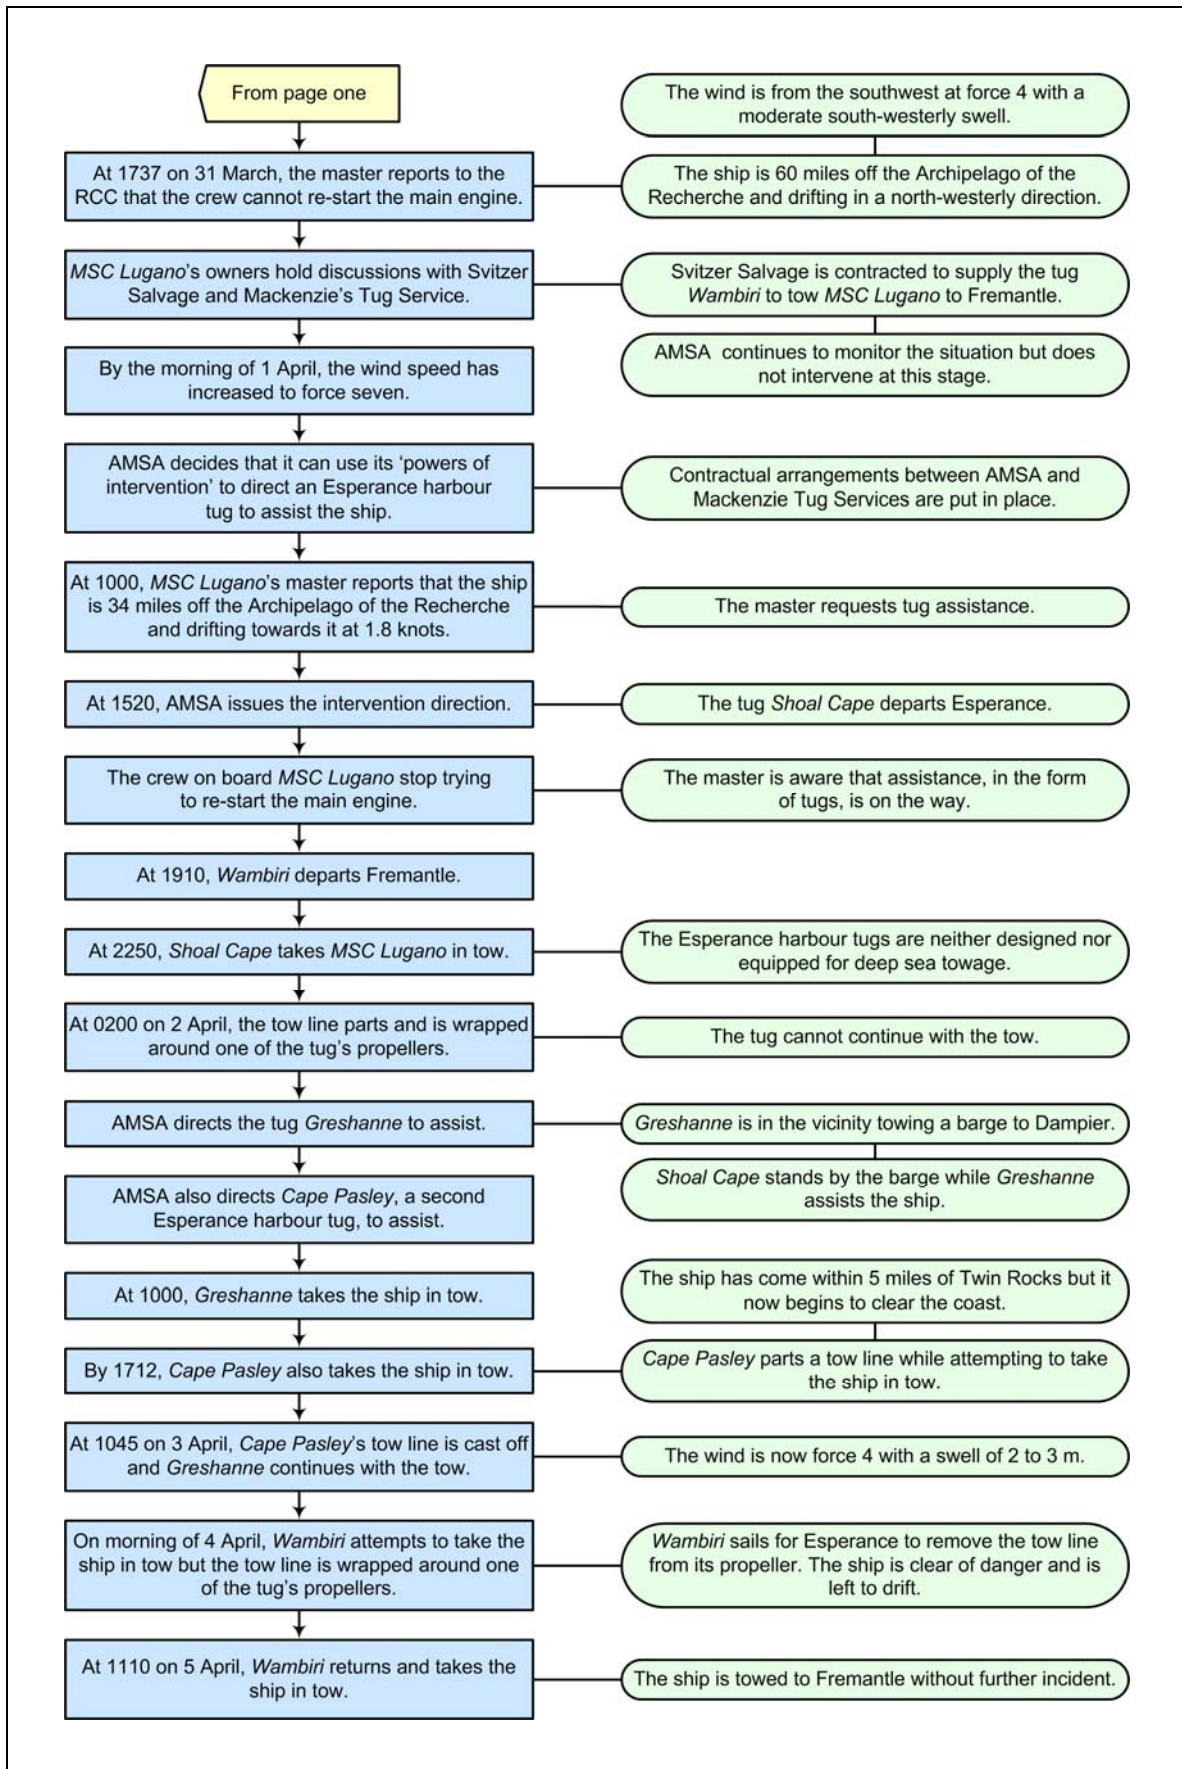 From page one
The wind is from the southwest at force 4 with a
moderate south-westerly swell.
At 1737 on 31 March, the master reports to the
RCC that the crew cannot re-start the main engine.
The ship is 60 miles off the Archipelago of the
Recherche and drifting in a north-westerly direction.
MSC Lugano's owners hold discussions with Svitzer
Salvage and Mackenzie's Tug Service.
Svitzer Salvage is contracted to supply the tug
Wambiri to tow MSC Lugano to Fremantle.
By the morning of 1 April, the wind speed has
increased to force seven.
AMSA continues to monitor the situation but does
not intervene at this stage.
AMSA decides that it can use its 'powers of
intervention' to direct an Esperance harbour
tug to assist the ship.
Contractual arrangements between AMSA and
Mackenzie Tug Services are put in place.
At 1000, MSC Lugano's master reports that the ship
is 34 miles off the Archipelago of the Recherche
and drifting towards it at 1.8 knots.
The master requests tug assistance.
At 1520, AMSA issues the intervention direction.
The tug Shoal Cape departs Esperance.
The crew on board MSC Lugano stop trying
to re-start the main engine.
The master is aware that assistance, in the form
of tugs, is on the way.
At 1910, Wambiri departs Fremantle.
At 2250, Shoal Cape takes MSC Lugano in tow.
The Esperance harbour tugs are neither designed nor
equipped for deep sea towage.
At 0200 on 2 April, the tow line parts and is wrapped
around one of the tug's propellers.
The tug cannot continue with the tow.
AMSA directs the tug Greshanne to assist.
Greshanne is in the vicinity towing a barge to Dampier.
AMSA also directs Cape Pasley, a second
Esperance harbour tug, to assist.
Shoal Cape stands by the barge while Greshanne
assists the ship.
At 1000, Greshanne takes the ship in tow.
The ship has come within 5 miles of Twin Rocks but it
now begins to clear the coast.
By 1712, Cape Pasley also takes the ship in tow.
Cape Pasley parts a tow line while attempting to take
the ship in tow.
At 1045 on 3 April, Cape Pasley's tow line is cast off
and Greshanne continues with the tow.
The wind is now force 4 with a swell of 2 to 3 m.
On morning of 4 April, Wambiri attempts to take the
ship in tow but the tow line is wrapped around one
of the tug's propellers.
Wambiri sails for Esperance to remove the tow line
from its propeller. The ship is clear of danger and is
left to drift.
At 1110 on 5 April, Wambiri returns and takes the
ship in tow.
The ship is towed to Fremantle without further incident.